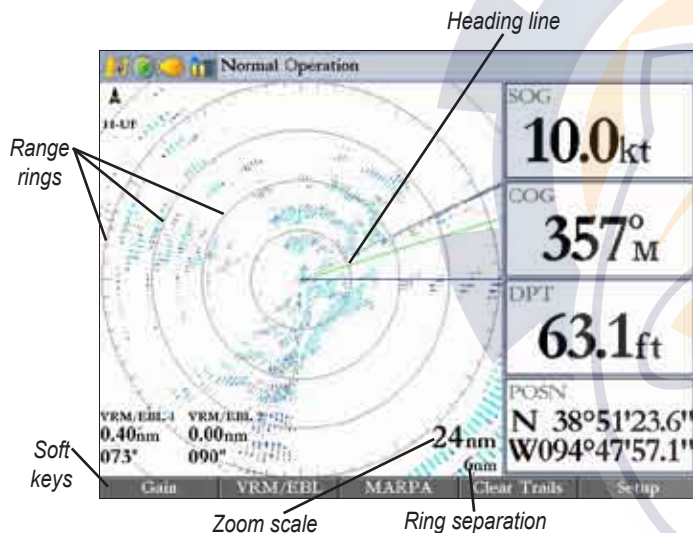 Heading line
Normal Operation
H-UP
Range
rings
SOG
10.0kt
COG
357°M
DPT
63.1ft
POSN
N 38°51'23.6"
W094°47'57.1"
VRM/EBL 1
0.40nm
073°
VRM/EBL 2
0.00nm
090°
24nm
6nm
Soft
keys
Gain
VRM/EBL
MARPA
Clear Trails
Setup
Zoom scale
Ring separation